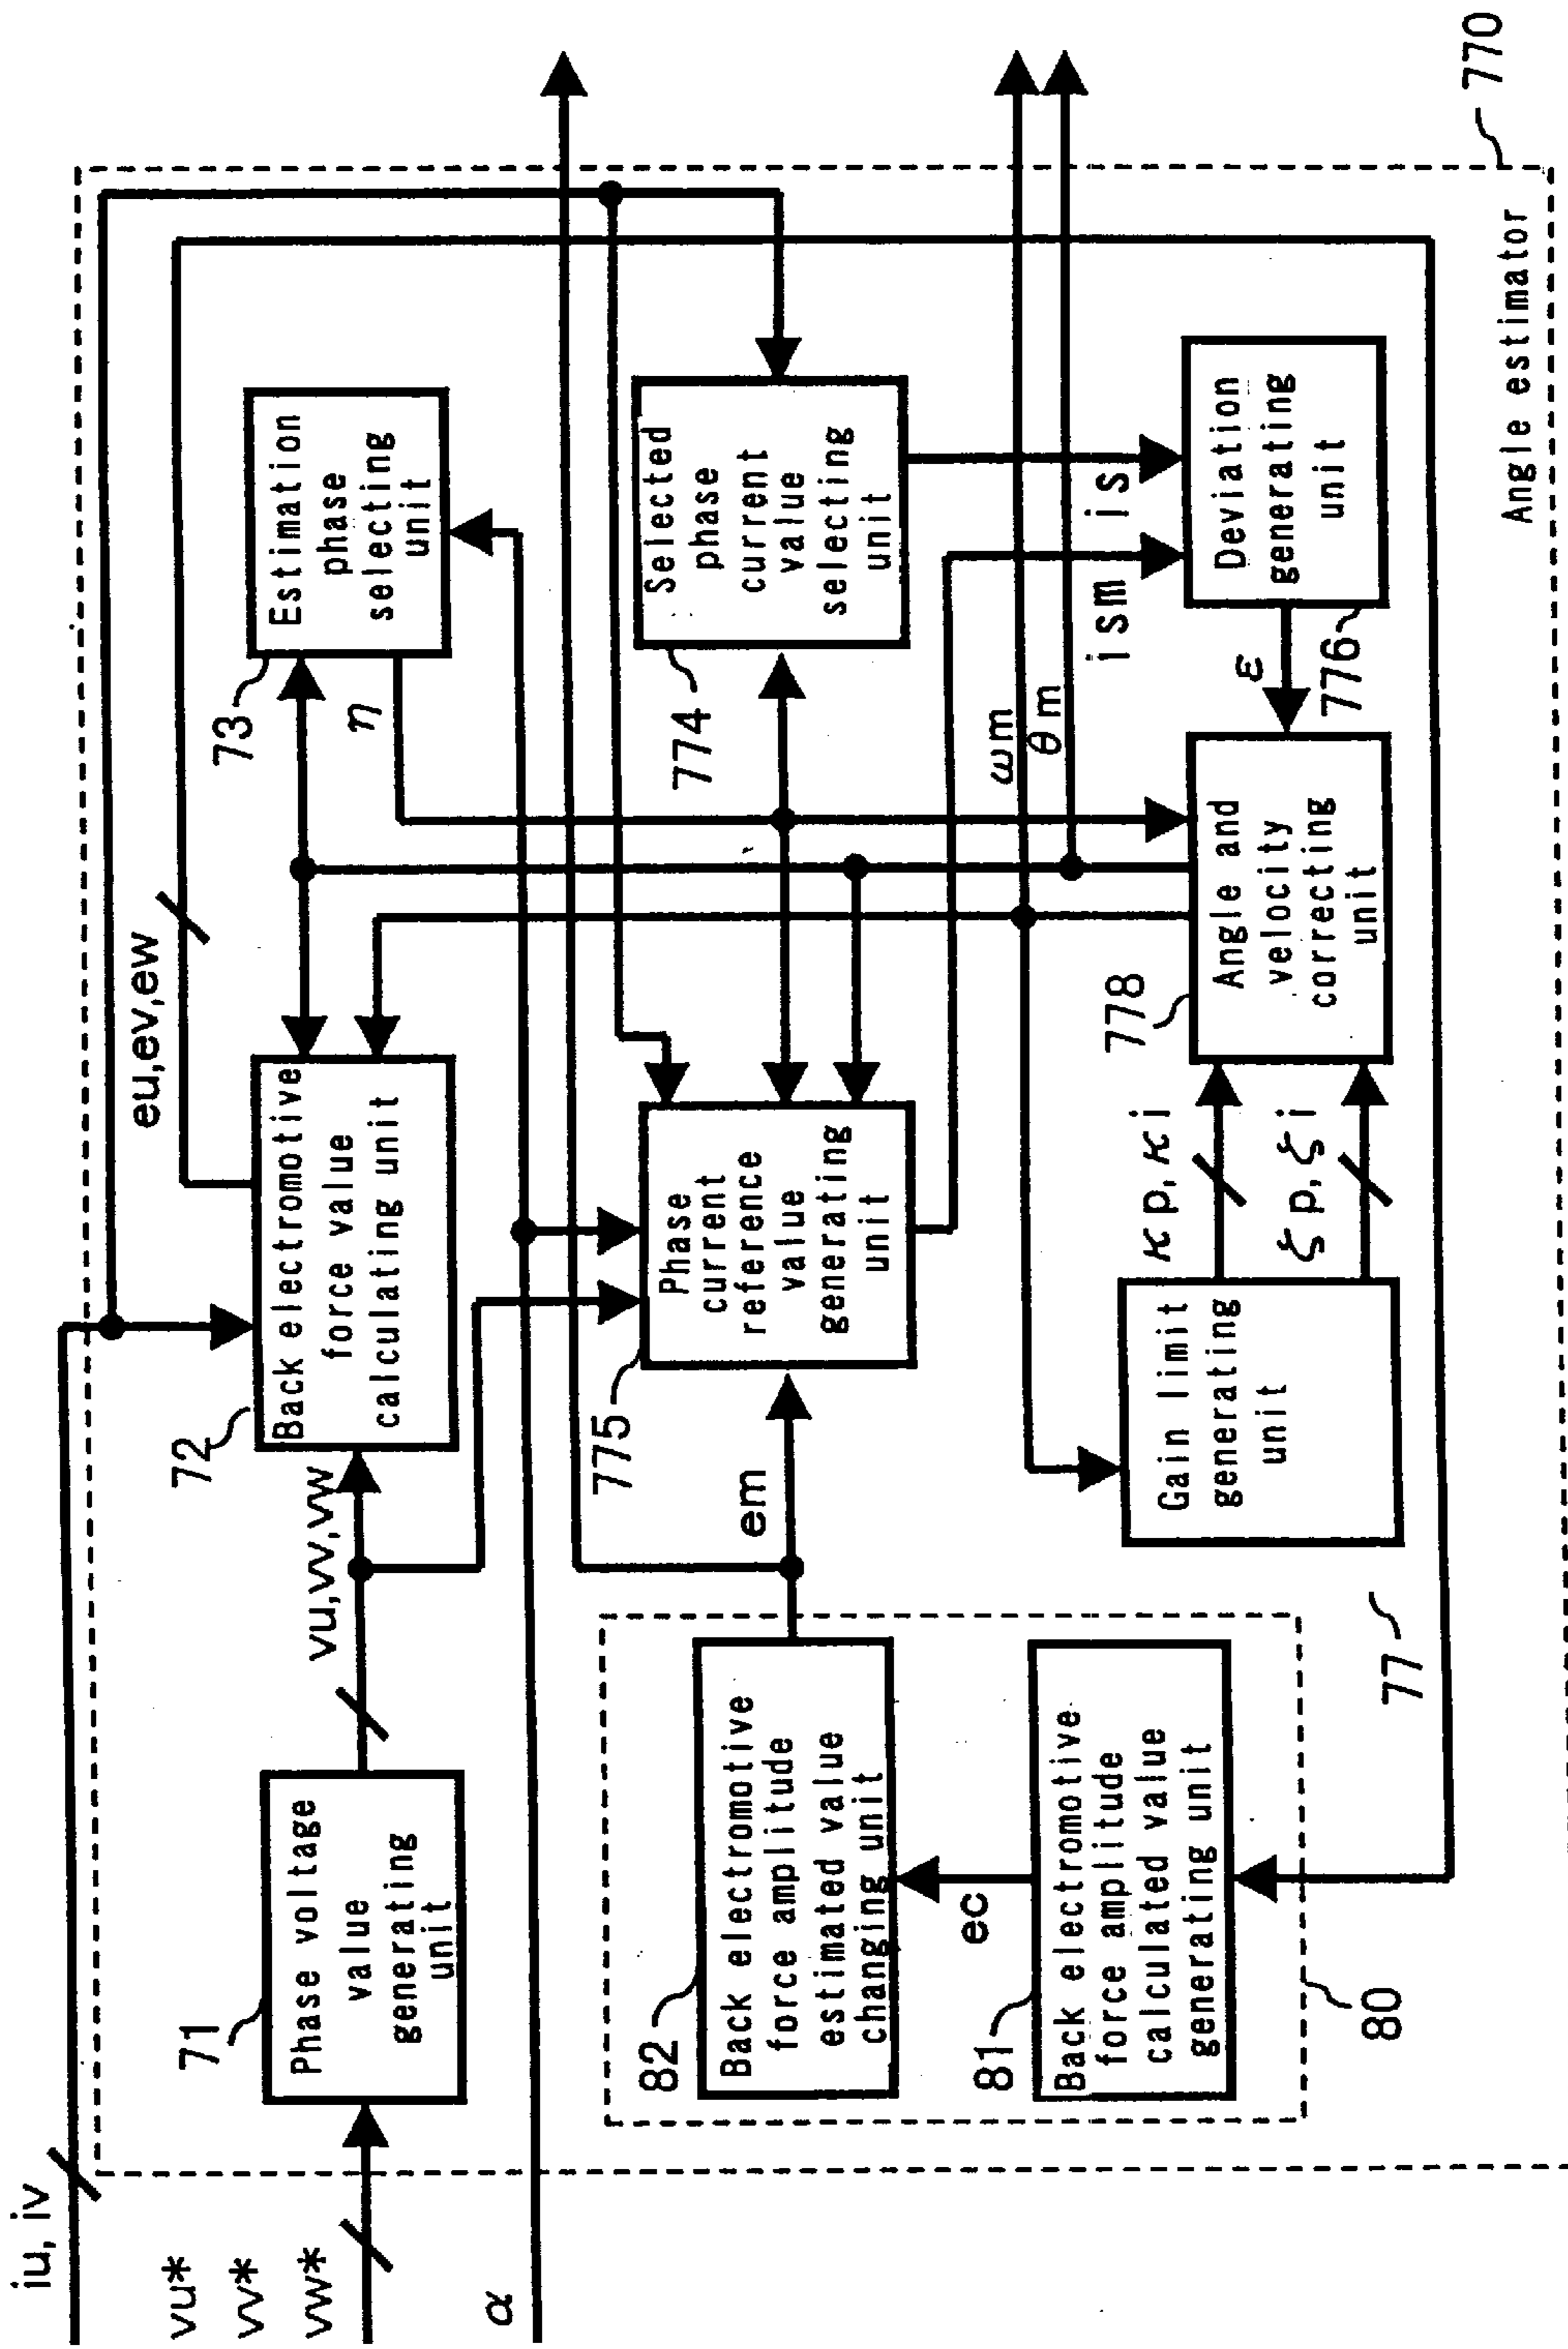 iu, iv
vu*
vv*
vw*
α
71
Phase voltage
value
generating
unit
vu,vv,vw
72
Back electromotive
force value
calculating unit
eu,ev,ew
73
Estimation
phase
selecting
unit
η
82
Back electromotive
force amplitude
estimated value
changing unit
ec
81
Back electromotive
force amplitude
calculated value
generating unit
80
em
775
Phase
current
reference
value
generating
unit
774
Selected
phase
current
value
selecting
unit
ωm
θm
ism
is
77
Gain limit
generating
unit
κp,κi
ζp,ζi
778
Angle and
velocity
correcting
unit
ε
776
Deviation
generating
unit
Angle estimator
770